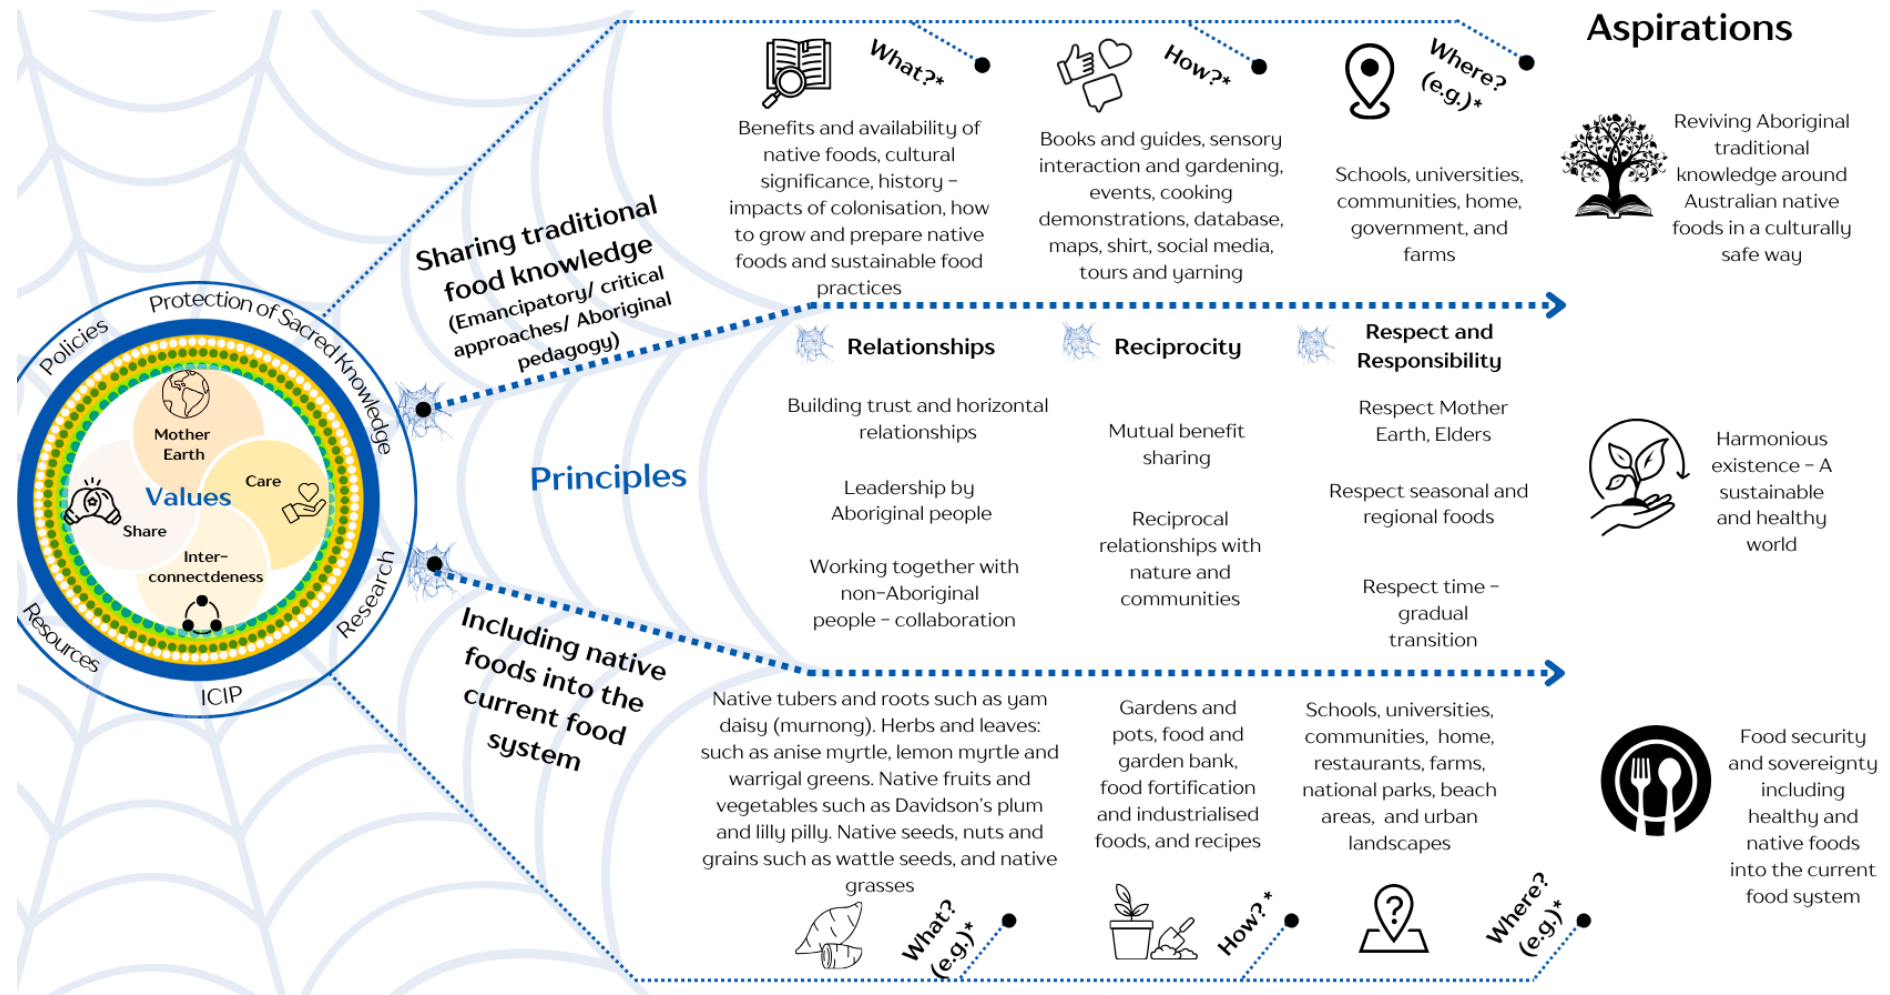 Aspirations
What?*
How?*
Where?
(e.g.)*
Benefits and availability of
native foods, cultural
significance, history –
impacts of colonisation, how
to grow and prepare native
foods and sustainable food
practices
Books and guides, sensory
interaction and gardening,
events, cooking
demonstrations, database,
maps, shirt, social media,
tours and yarning
Schools, universities,
communities, home,
government, and
farms
Reviving Aboriginal
traditional
knowledge around
Australian native
foods in a culturally
safe way
Sharing traditional
food knowledge
(Emancipatory/ critical
approaches/ Aboriginal
pedagogy)
Policies
Protection of Sacred Knowledge
Research
ICIP
Resources
Mother
Earth
Care
Values
Share
Inter-
connectdeness
Principles
Relationships
Building trust and horizontal
relationships
Leadership by
Aboriginal people
Working together with
non-Aboriginal
people – collaboration
Reciprocity
Mutual benefit
sharing
Reciprocal
relationships with
nature and
communities
Respect and
Responsibility
Respect Mother
Earth, Elders
Respect seasonal and
regional foods
Respect time –
gradual
transition
Harmonious
existence – A
sustainable
and healthy
world
Including native
foods into the
current food
system
Native tubers and roots such as yam
daisy (murnong). Herbs and leaves:
such as anise myrtle, lemon myrtle and
warrigal greens. Native fruits and
vegetables such as Davidson's plum
and lilly pilly. Native seeds, nuts and
grains such as wattle seeds, and native
grasses
Gardens and
pots, food and
garden bank,
food fortification
and industrialised
foods, and recipes
Schools, universities,
communities, home,
restaurants, farms,
national parks, beach
areas, and urban
landscapes
Food security
and sovereignty
including
healthy and
native foods
into the current
food system
What?
(e.g.)*
How?*
?
Where?
(e.g.)*